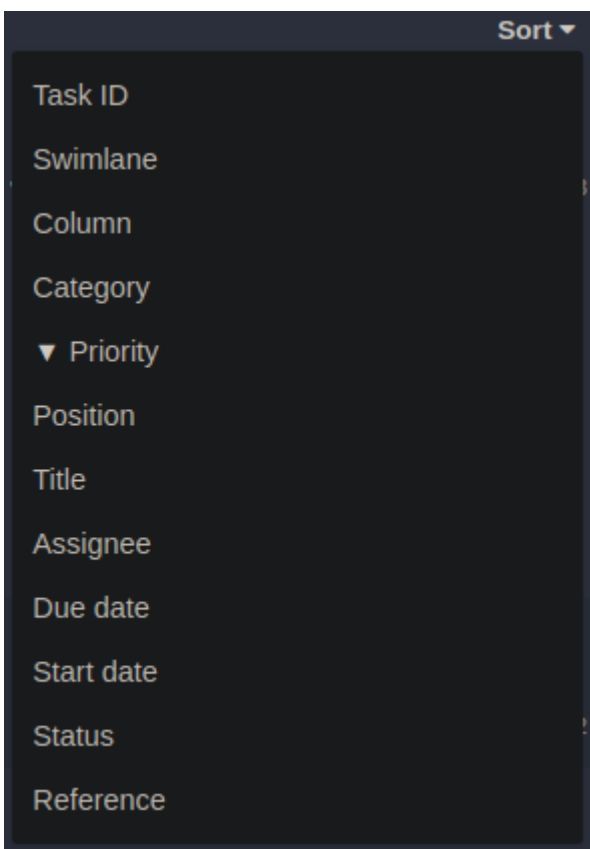 Sort ▼
Task ID
Swimlane
Column
Category
▼ Priority
Position
Title
Assignee
Due date
Start date
Status
Reference